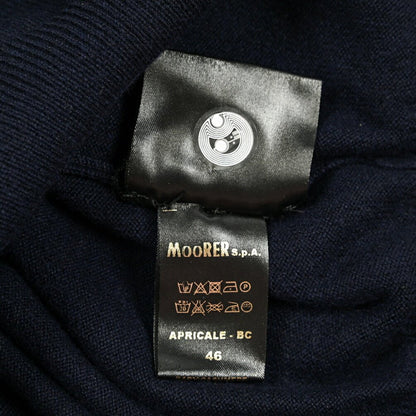 MOORER S.p.A.
APRICALE - BC
46